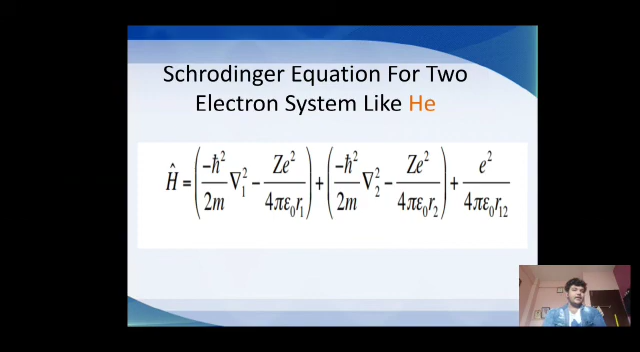 Schrodinger Equation For Two
Electron System Like He
Ĥ = (-ħ²/2m ∇₁² - Ze²/4πε₀r₁) + (-ħ²/2m ∇₂² - Ze²/4πε₀r₂) + e²/4πε₀r₁₂